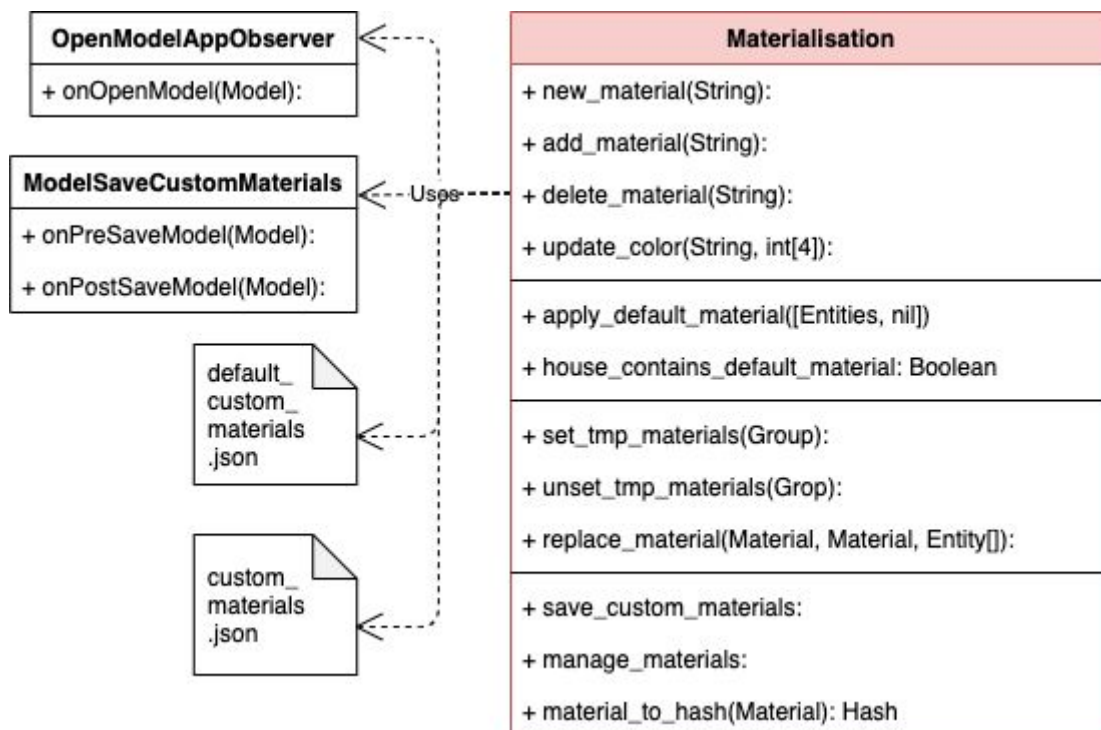 OpenModelAppObserver
+ onOpenModel(Model):
ModelSaveCustomMaterials
+ onPreSaveModel(Model):
+ onPostSaveModel(Model):
default_
custom_
materials
.json
custom_
materials
.json
Uses
Materialisation
+ new_material(String):
+ add_material(String):
+ delete_material(String):
+ update_color(String, int[4]):
+ apply_default_material([Entities, nil])
+ house_contains_default_material: Boolean
+ set_tmp_materials(Group):
+ unset_tmp_materials(Grop):
+ replace_material(Material, Material, Entity[]):
+ save_custom_materials:
+ manage_materials:
+ material_to_hash(Material): Hash